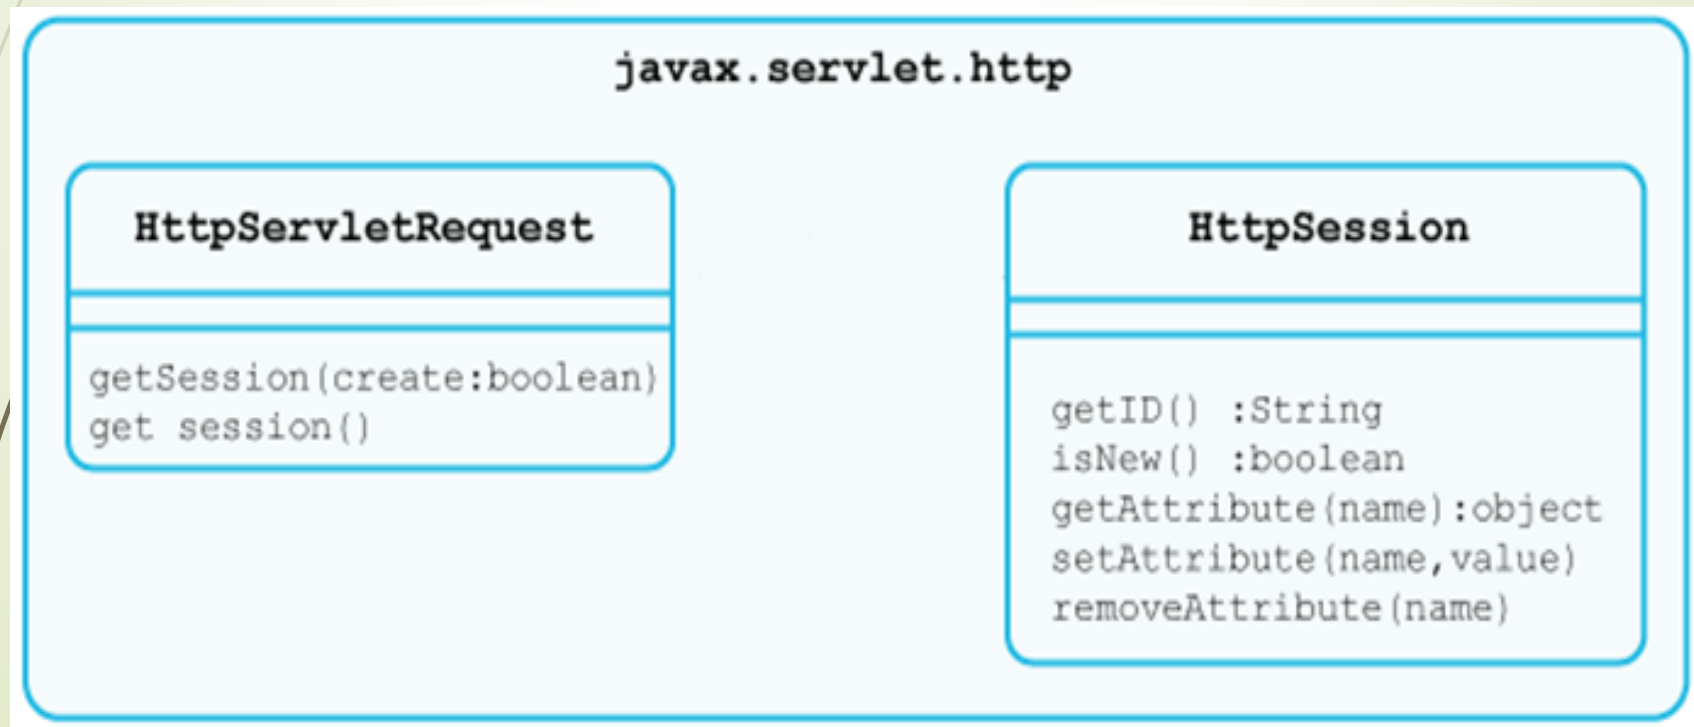 javax.servlet.http
HttpServletRequest
getSession(create:boolean)
get session()
HttpSession
getID() :String
isNew() :boolean
getAttribute(name):object
setAttribute(name,value)
removeAttribute(name)